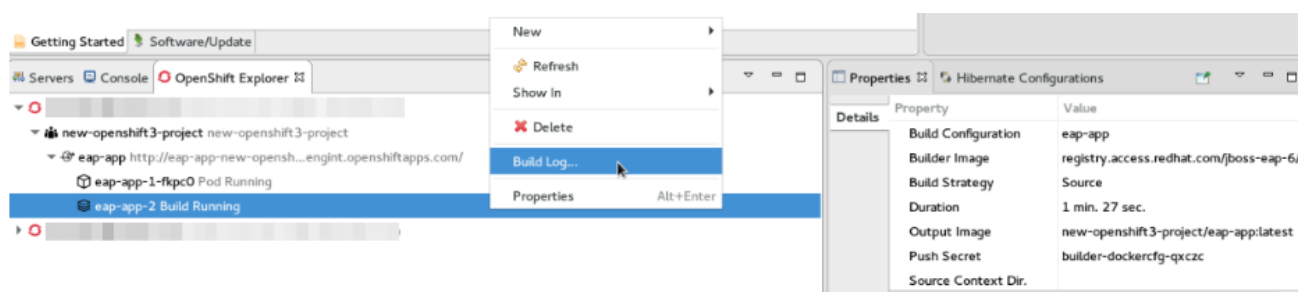 Getting Started
Software/Update
Servers
Console
OpenShift Explorer
new-openshift3-project new-openshift3-project
eap-app http://eap-app-new-opensh...engint.openshiftapps.com/
eap-app-1-fkpc0 Pod Running
eap-app-2 Build Running
New
Refresh
Show In
Delete
Build Log...
Properties Alt+Enter
Properties
Hibernate Configurations
Details
Property Value
Build Configuration eap-app
Builder Image registry.access.redhat.com/jboss-eap-6/
Build Strategy Source
Duration 1 min. 27 sec.
Output Image new-openshift3-project/eap-app:latest
Push Secret builder-dockercfg-qxczc
Source Context Dir.